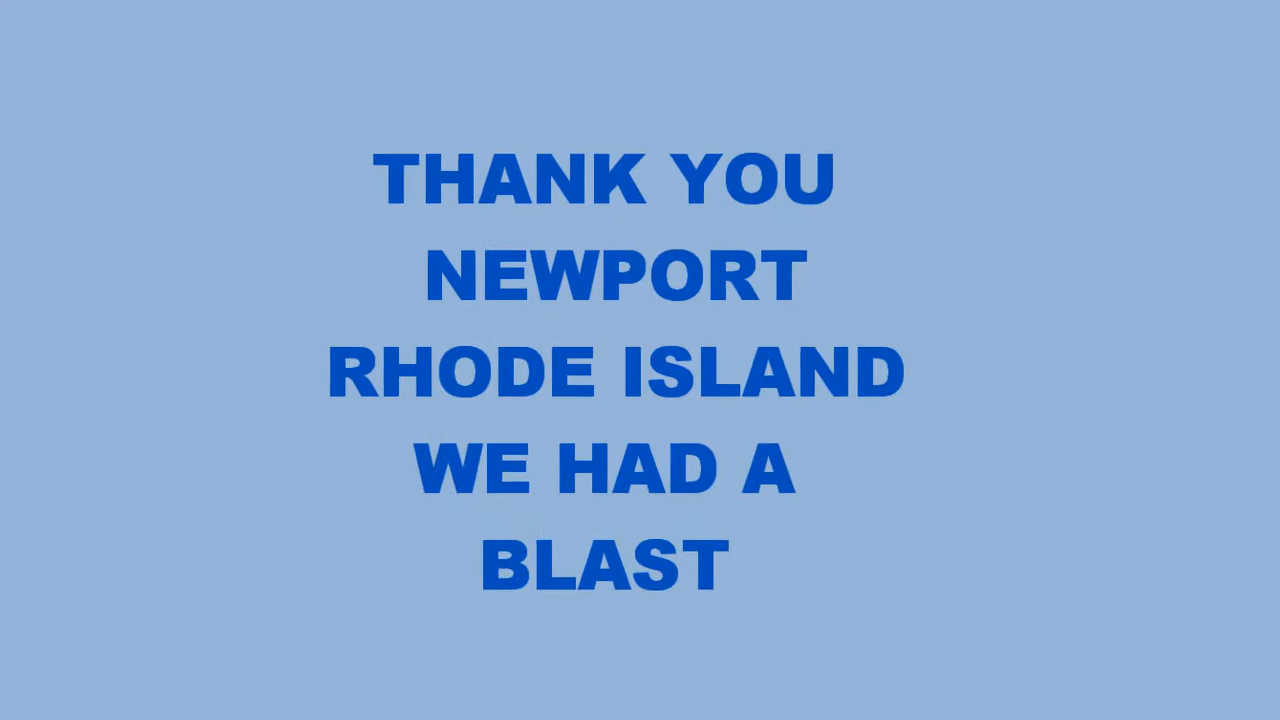 THANK YOU
NEWPORT
RHODE ISLAND
WE HAD A
BLAST